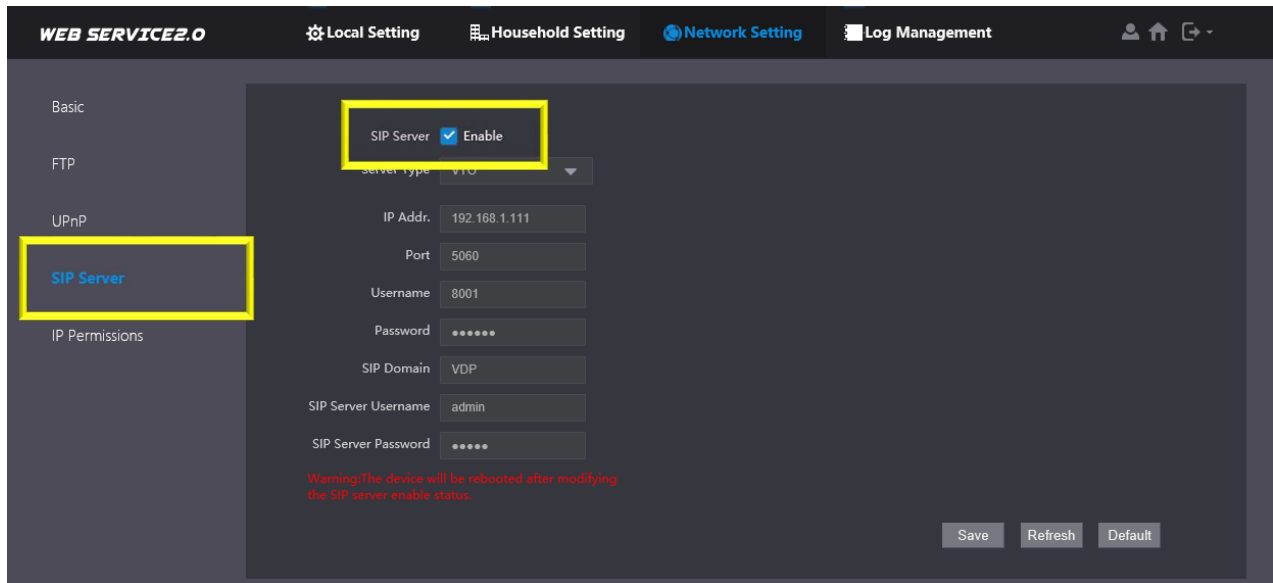 WEB SERVICE2.0
Local Setting
Household Setting
Network Setting
Log Management
Basic
FTP
UPnP
SIP Server
IP Permissions
SIP Server Enable
Server Type VTO
IP Addr. 192.168.1.111
Port 5060
Username 8001
Password ••••••
SIP Domain VDP
SIP Server Username admin
SIP Server Password •••••
Warning:The device will be rebooted after modifying
the SIP server enable status.
Save Refresh Default